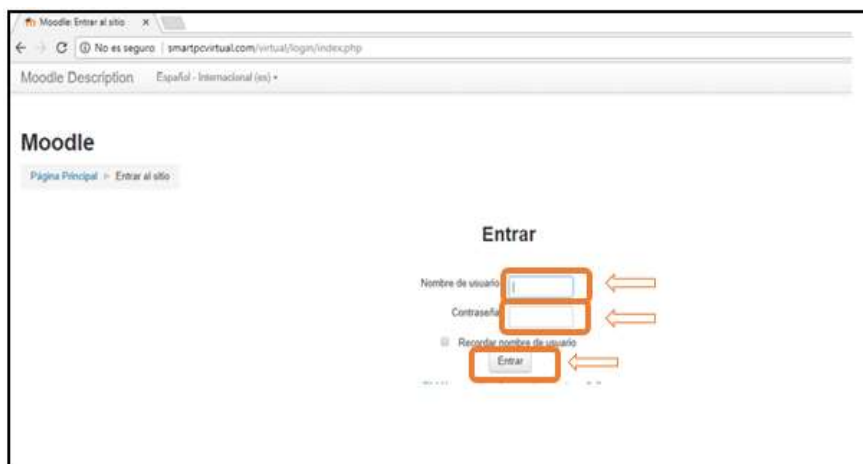 Moodle: Entrar al sitio
No es seguro | smartpcvirtual.com/virtual/login/index.php
Moodle Description Español - Internacional (es)
Moodle
Página Principal Entrar al sitio
Entrar
Nombre de usuario
Contraseña
Recordar nombre de usuario
Entrar